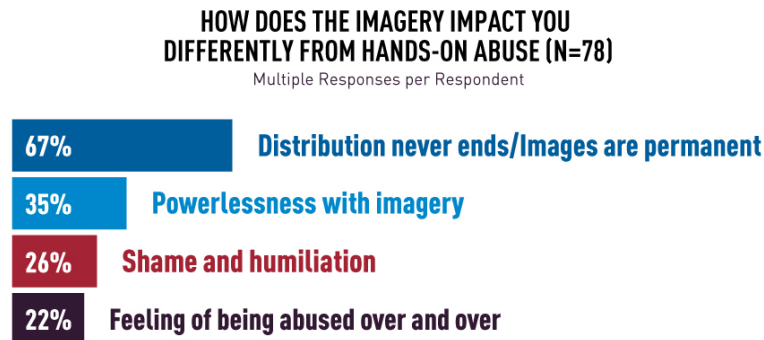 HOW DOES THE IMAGERY IMPACT YOU
DIFFERENTLY FROM HANDS-ON ABUSE (N=78)
Multiple Responses per Respondent
67% Distribution never ends/Images are permanent
35% Powerlessness with imagery
26% Shame and humiliation
22% Feeling of being abused over and over